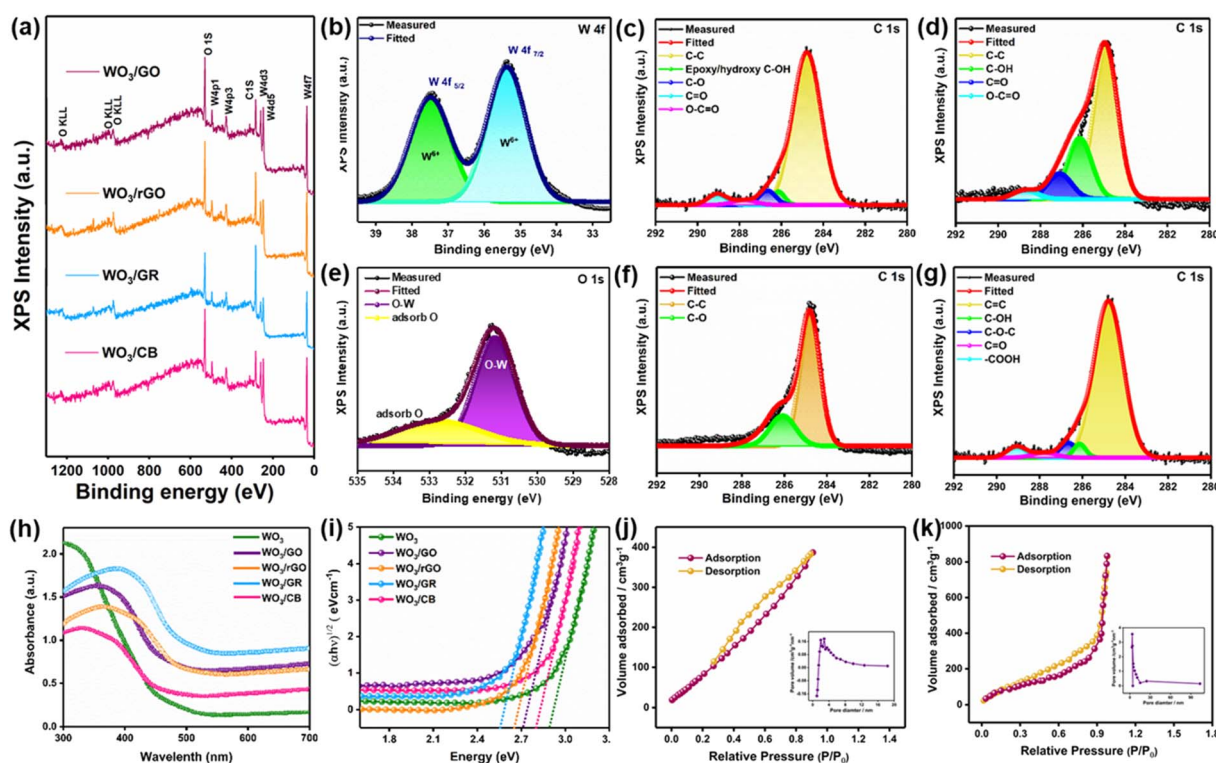 (a)
WO3/GO
WO3/rGO
WO3/GR
WO3/CB
O KLL
O KLL
O KLL
O 1S
W4p1
W4p3
C1S
W4d3
W4d5
W4f7
XPS Intensity (a.u.)
1200 1000 800 600 400 200 0
Binding energy (eV)
(b)
Measured
Fitted
W 4f
W 4f 5/2
W 4f 7/2
W6+
W6+
XPS Intensity (a.u.)
39 38 37 36 35 34 33
Binding energy (eV)
(c)
Measured
Fitted
C-C
Epoxy/hydroxy C-OH
C-O
C=O
O-C=O
C 1s
XPS Intensity (a.u.)
292 290 288 286 284 282 280
Binding energy (eV)
(d)
Measured
Fitted
C-C
C-OH
C=O
O-C=O
C 1s
XPS Intensity (a.u.)
292 290 288 286 284 282 280
Binding energy (eV)
(e)
Measured
Fitted
O-W
adsorb O
O 1s
O-W
adsorb O
XPS Intensity (a.u.)
535 534 533 532 531 530 529 528
Binding energy (eV)
(f)
Measured
Fitted
C-C
C-O
C 1s
XPS Intensity (a.u.)
292 290 288 286 284 282 280
Binding energy (eV)
(g)
Measured
Fitted
C=C
C-OH
C-O-C
C=O
-COOH
C 1s
XPS Intensity (a.u.)
292 290 288 286 284 282 280
Binding energy (eV)
(h)
WO3
WO3/GO
WO3/rGO
WO3/GR
WO3/CB
Absorbance (a.u.)
2.0
1.5
1.0
0.5
0.0
300 400 500 600 700
Wavelenth (nm)
(i)
WO3
WO3/GO
WO3/rGO
WO3/GR
WO3/CB
(αhν)1/2 ( eVcm-1)
5
4
3
2
1
0
1.8 2.1 2.4 2.7 3.0 3.3
Energy (eV)
(j)
Adsorption
Desorption
Volume adsorbed / cm3g-1
500
400
300
200
100
0
0.0 0.2 0.4 0.6 0.8 1.0 1.2 1.4
Relative Pressure (P/P0)
Pore diamter / nm
(k)
Adsorption
Desorption
Volume adsorbed / cm3g-1
1000
800
600
400
200
0
0.0 0.3 0.6 0.9 1.2 1.5 1.8
Relative Pressure (P/P0)